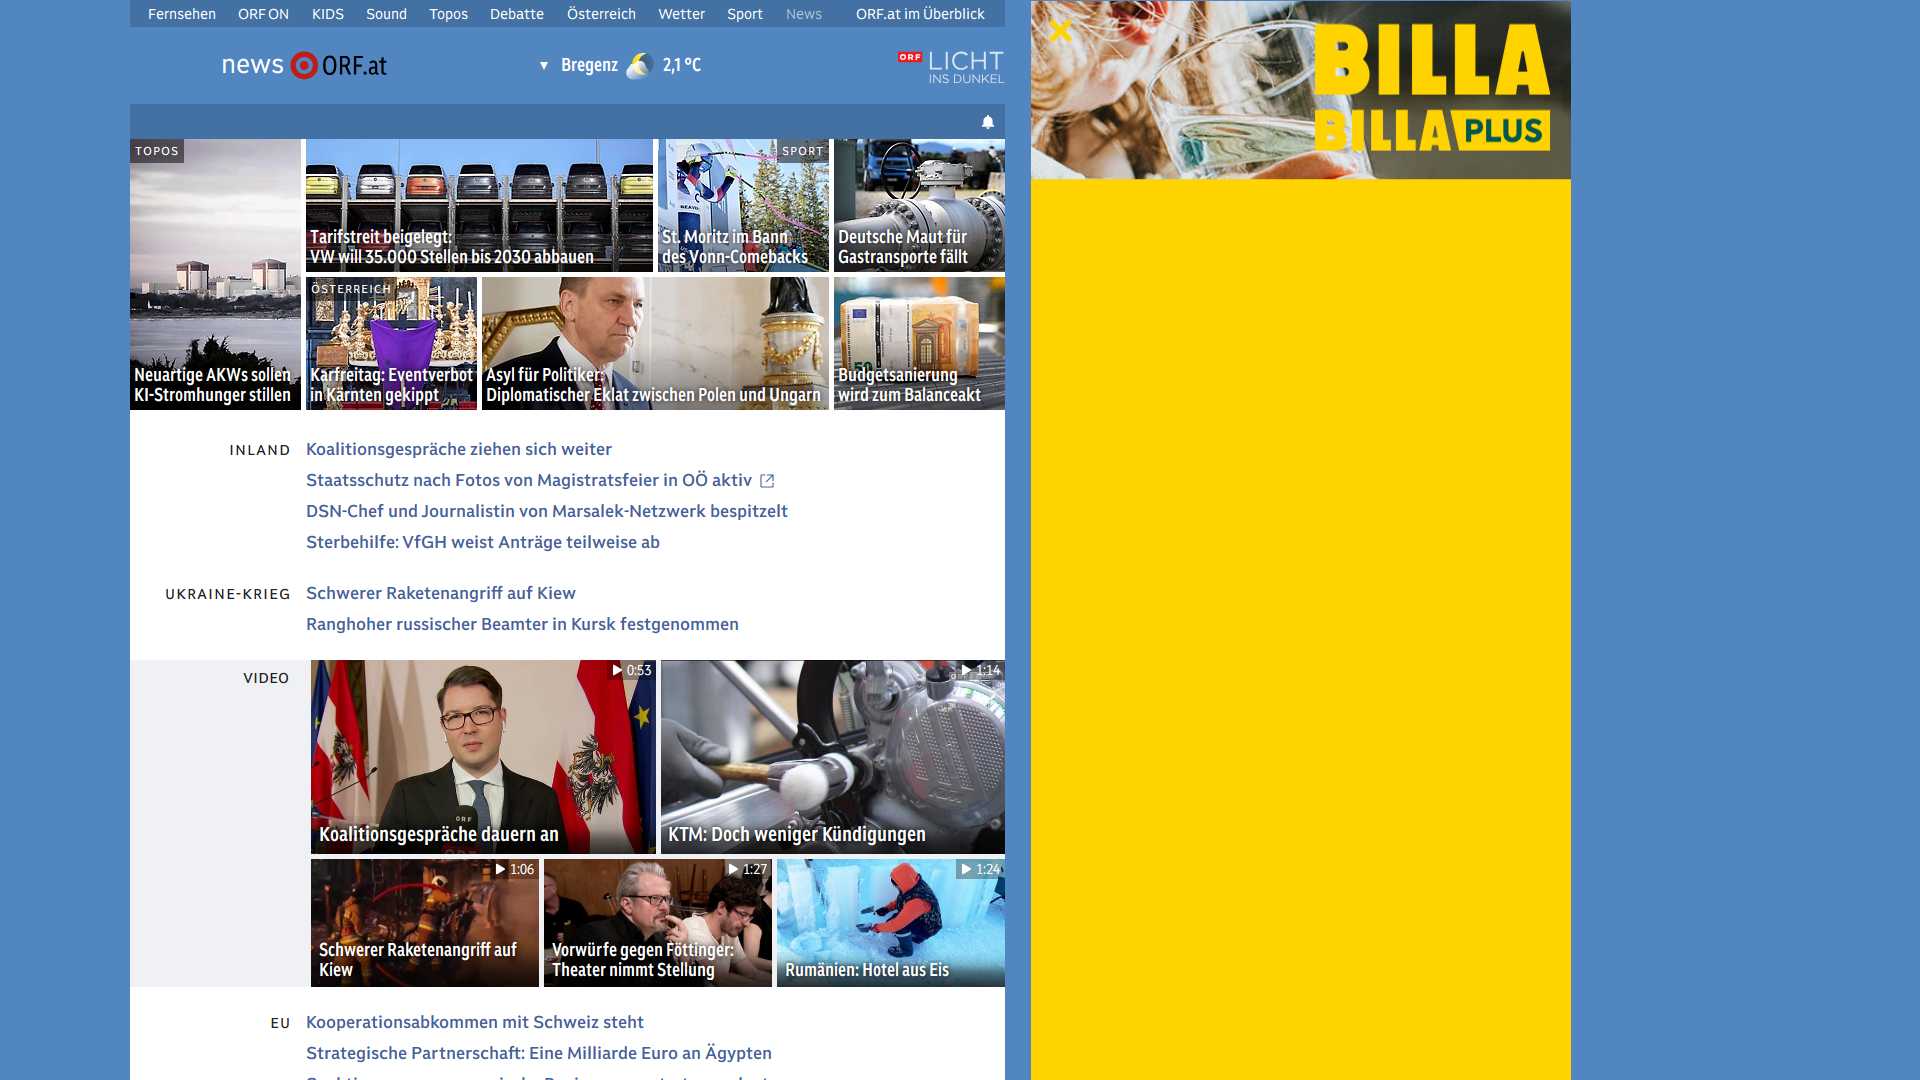 Fernsehen ORF ON KIDS Sound Topos Debatte Österreich Wetter Sport News ORF.at im Überblick
news ORF.at
Bregenz 2,1 °C
ORF LICHT
INS DUNKEL
BILLA
BILLA PLUS
TOPOS
Neuartige AKWs sollen
KI-Stromhunger stillen
Tarifstreit beigelegt:
VW will 35.000 Stellen bis 2030 abbauen
SPORT
St. Moritz im Bann
des Vonn-Comebacks
Deutsche Maut für
Gastransporte fällt
ÖSTERREICH
Karfreitag: Eventverbot
in Kärnten gekippt
Asyl für Politiker:
Diplomatischer Eklat zwischen Polen und Ungarn
Budgetsanierung
wird zum Balanceakt
INLAND
Koalitionsgespräche ziehen sich weiter
Staatsschutz nach Fotos von Magistratsfeier in OÖ aktiv
DSN-Chef und Journalistin von Marsalek-Netzwerk bespitzelt
Sterbehilfe: VfGH weist Anträge teilweise ab
UKRAINE-KRIEG
Schwerer Raketenangriff auf Kiew
Ranghoher russischer Beamter in Kursk festgenommen
VIDEO
0:53
Koalitionsgespräche dauern an
1:14
KTM: Doch weniger Kündigungen
1:06
Schwerer Raketenangriff auf
Kiew
1:27
Vorwürfe gegen Föttinger:
Theater nimmt Stellung
1:24
Rumänien: Hotel aus Eis
EU
Kooperationsabkommen mit Schweiz steht
Strategische Partnerschaft: Eine Milliarde Euro an Ägypten